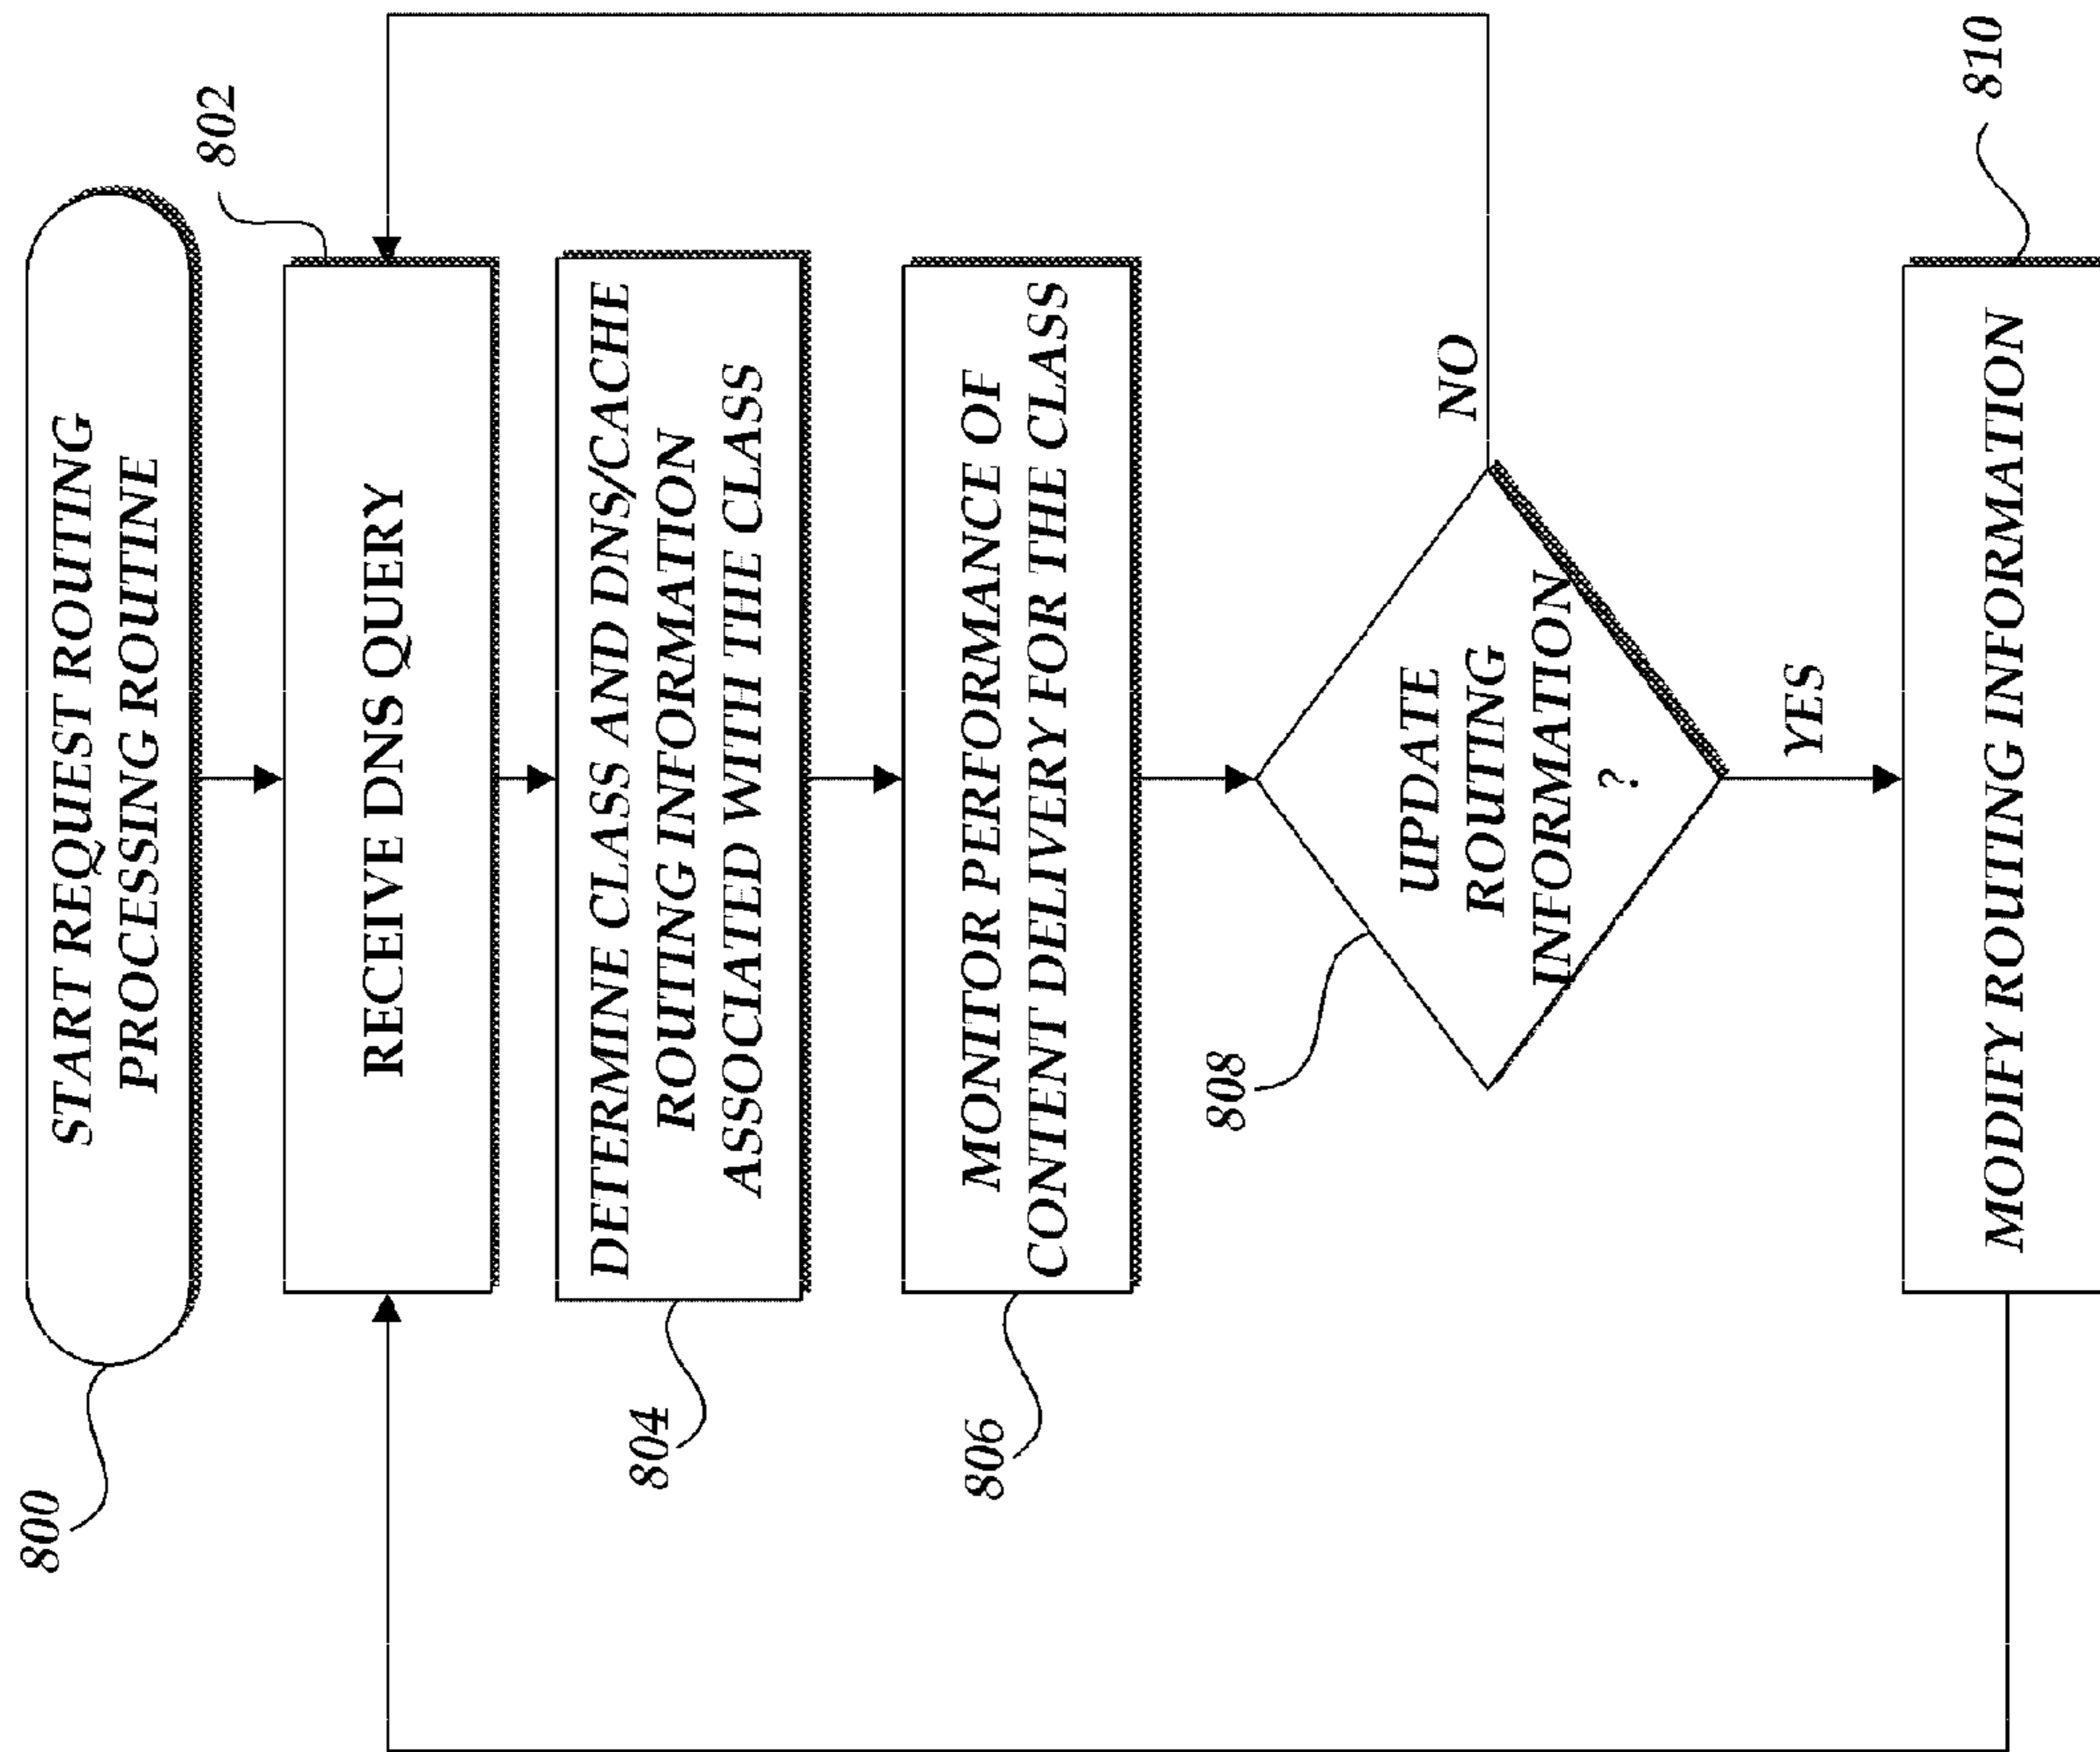 800
START REQUEST ROUTING
PROCESSING ROUTINE
802
RECEIVE DNS QUERY
804
DETERMINE CLASS AND DNS/CACHE
ROUTING INFORMATION
ASSOCIATED WITH THE CLASS
806
MONITOR PERFORMANCE OF
CONTENT DELIVERY FOR THE CLASS
808
UPDATE
ROUTING
INFORMATION
?
NO
YES
810
MODIFY ROUTING INFORMATION